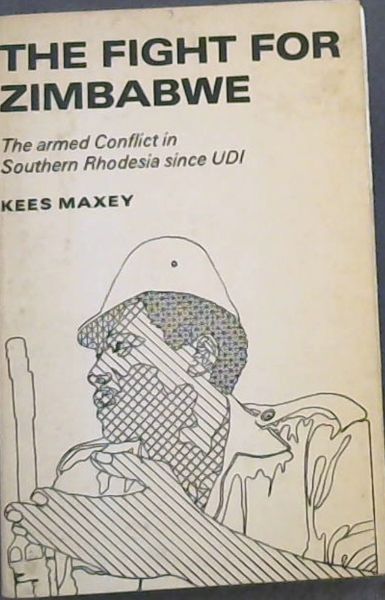 THE FIGHT FOR
ZIMBABWE
The armed Conflict in
Southern Rhodesia since UDI
KEES MAXEY